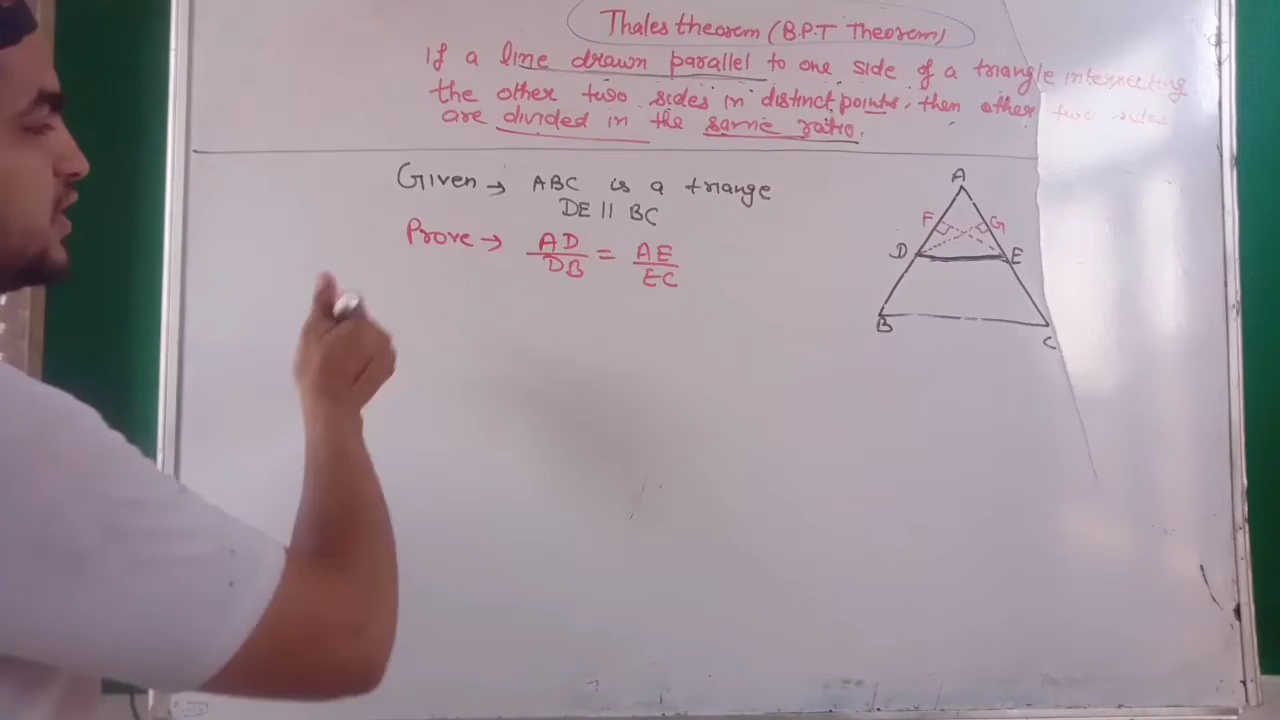 Thales theorem (B.P.T Theorem)
If a line drawn parallel to one side of a triangle intersecting
the other two sides in distinct points, then other two sides
are divided in the same ratio.
Given → ABC is a triange
DE || BC
Prove → AD/DB = AE/EC
A
F G
D E
B
C